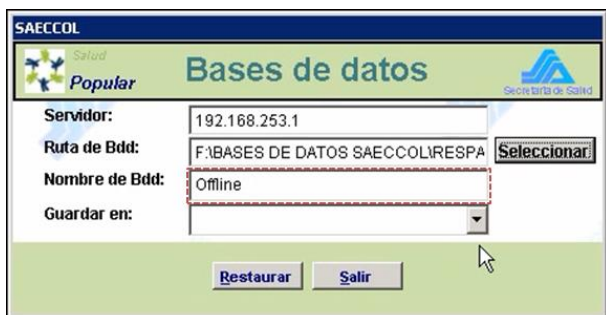 SAECCOL
Salud
Popular
Bases de datos
Secretaría de Salud
Servidor:
192.168.253.1
Ruta de Bdd:
F:\BASES DE DATOS SAECCOL\RESPA
Seleccionar
Nombre de Bdd:
Offline
Guardar en:
Restaurar
Salir